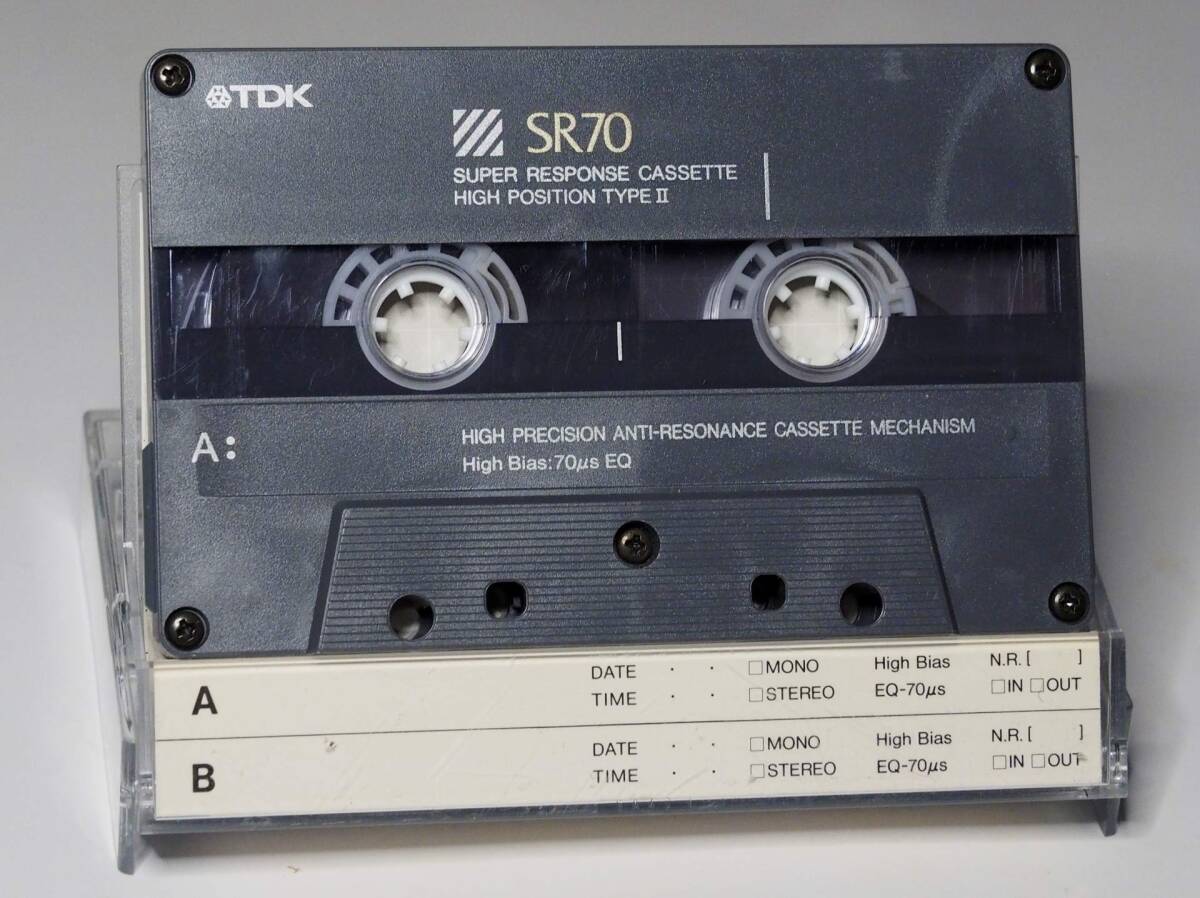 TDK
SR70
SUPER RESPONSE CASSETTE
HIGH POSITION TYPE II
A:
HIGH PRECISION ANTI-RESONANCE CASSETTE MECHANISM
High Bias:70μs EQ
A DATE · · □MONO High Bias N.R.[ ]
TIME · · □STEREO EQ-70μs □IN □OUT
B DATE · · □MONO High Bias N.R.[ ]
TIME · · □STEREO EQ-70μs □IN □OUT